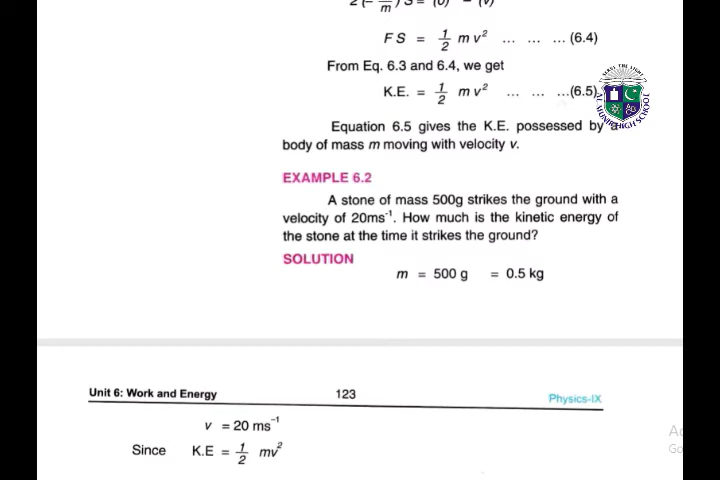 F S = 1/2 m v² ... ... ... (6.4)
From Eq. 6.3 and 6.4, we get
K.E. = 1/2 m v² ... ... ...(6.5)
Equation 6.5 gives the K.E. possessed by a
body of mass m moving with velocity v.
EXAMPLE 6.2
A stone of mass 500g strikes the ground with a
velocity of 20ms⁻¹. How much is the kinetic energy of
the stone at the time it strikes the ground?
SOLUTION
m = 500 g = 0.5 kg
Unit 6: Work and Energy 123 Physics-IX
v = 20 ms⁻¹
Since K.E = 1/2 mv²